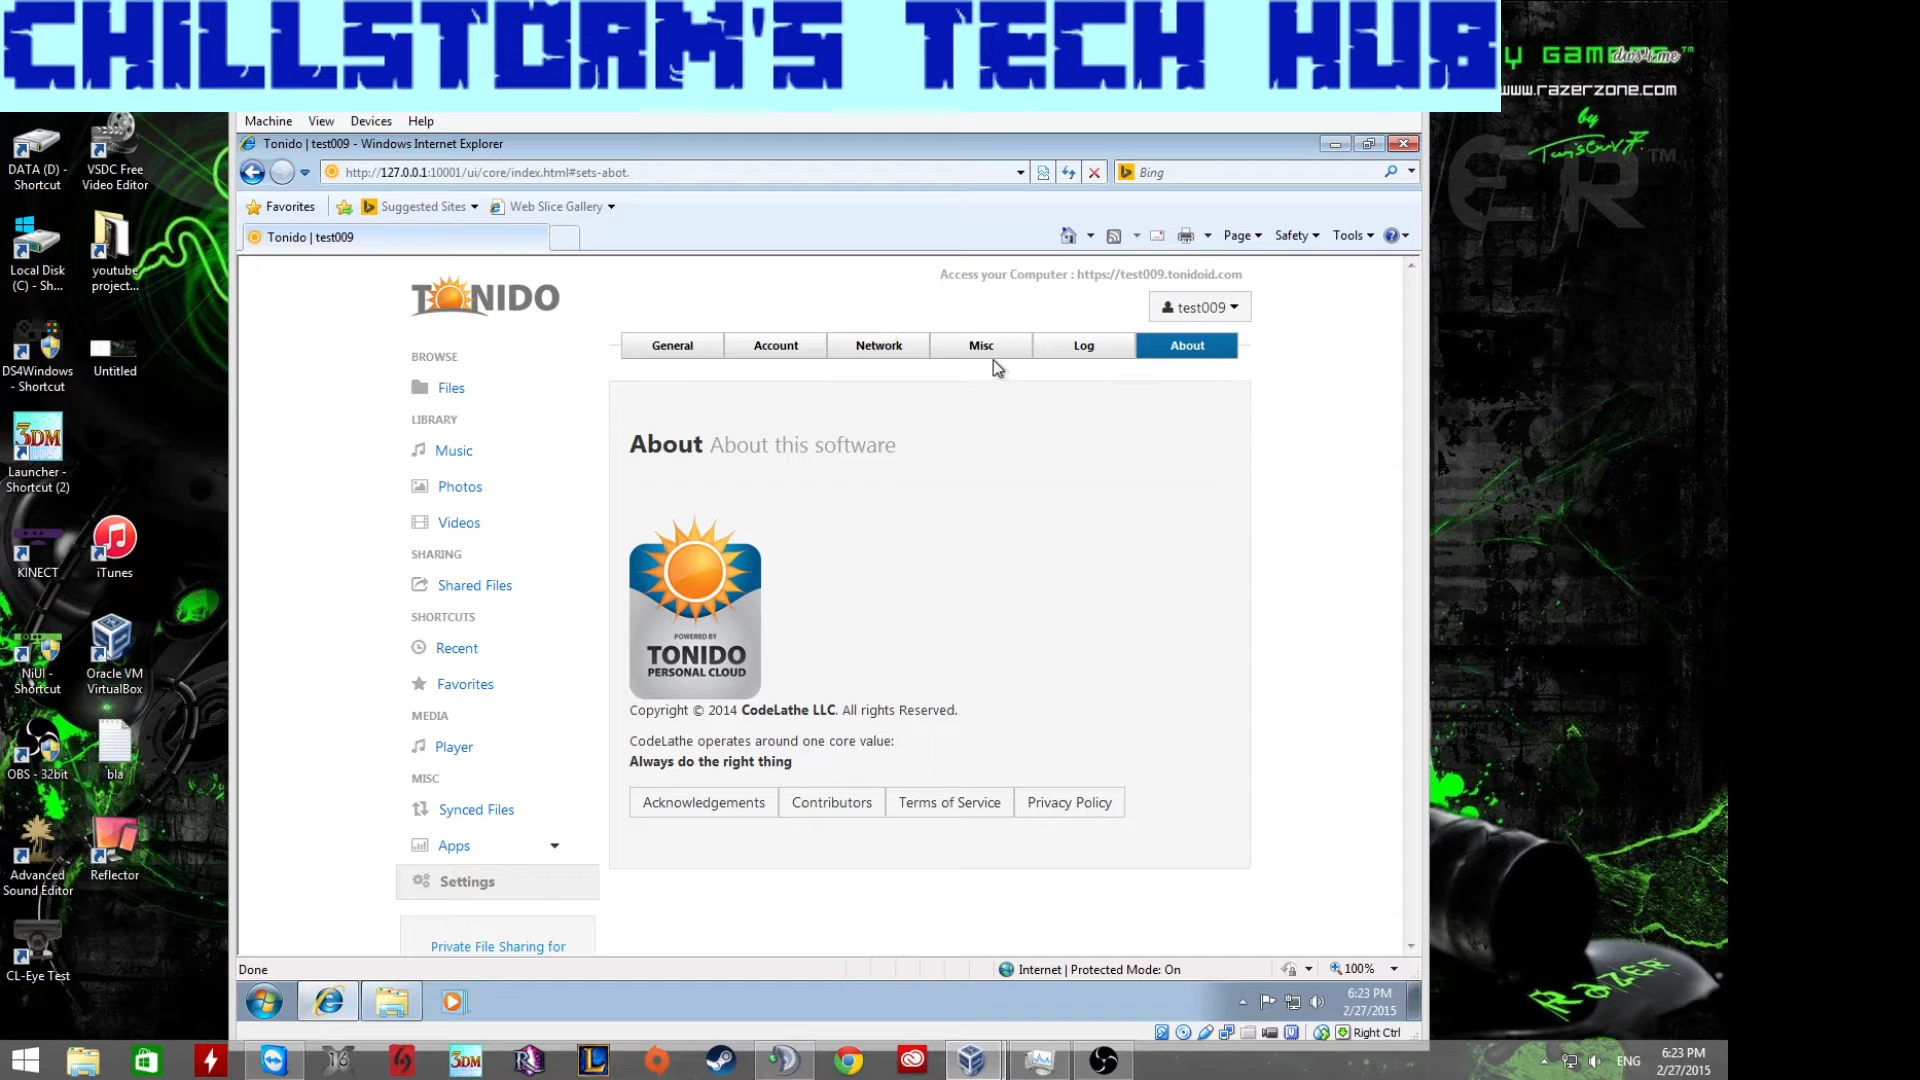 CHILLSTORM'S TECH HUB
Y GAMERS™
www.razerzone.com
by
™
Machine View Devices Help
Tonido | test009 - Windows Internet Explorer
http://127.0.0.1:10001/ui/core/index.html#sets-abot.
Bing
Favorites Suggested Sites Web Slice Gallery
Tonido | test009
Page Safety Tools
Access your Computer : https://test009.tonidoid.com
TONIDO
test009
General Account Network Misc Log About
BROWSE
Files
LIBRARY
Music
Photos
Videos
SHARING
Shared Files
SHORTCUTS
Recent
Favorites
MEDIA
Player
MISC
Synced Files
Apps
Settings
Private File Sharing for
About About this software
POWERED BY
TONIDO
PERSONAL CLOUD
Copyright © 2014 CodeLathe LLC. All rights Reserved.
CodeLathe operates around one core value:
Always do the right thing
Acknowledgements Contributors Terms of Service Privacy Policy
Done
Internet | Protected Mode: On
100%
6:23 PM
2/27/2015
Right Ctrl
DATA (D) -
Shortcut
VSDC Free
Video Editor
Local Disk
(C) - Sh...
youtube
project...
DS4Windows
- Shortcut
Untitled
3DM
Launcher -
Shortcut (2)
KINECT
iTunes
NiUI -
Shortcut
Oracle VM
VirtualBox
OBS - 32bit
bla
Advanced
Sound Editor
Reflector
CL-Eye Test
RAZER
3DM
ENG
6:23 PM
2/27/2015